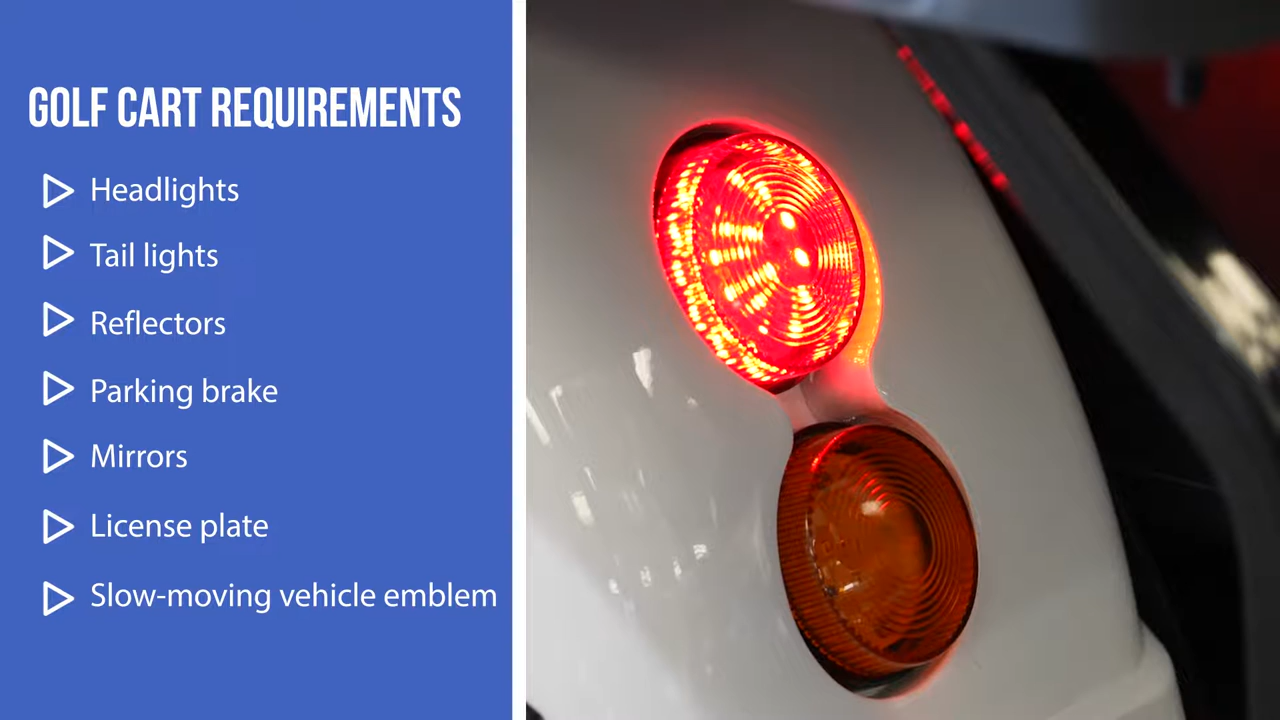 GOLF CART REQUIREMENTS
Headlights
Tail lights
Reflectors
Parking brake
Mirrors
License plate
Slow-moving vehicle emblem